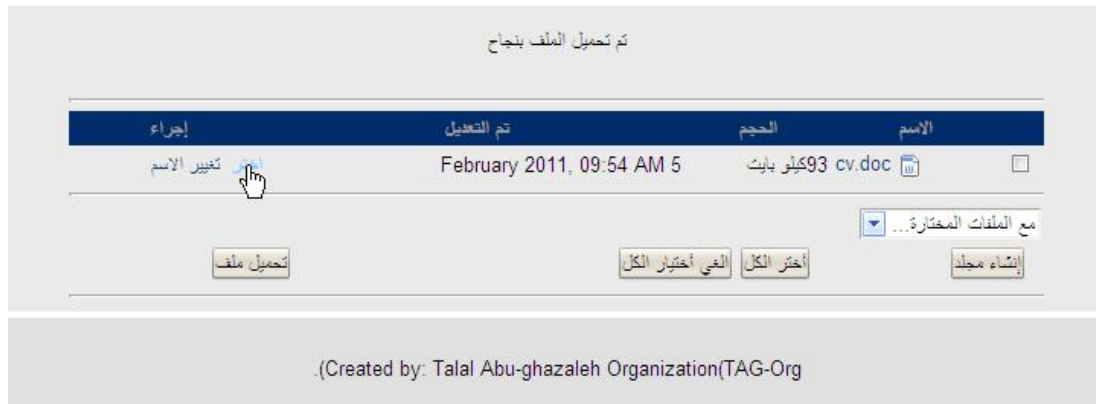 تم تحميل الملف بنجاح
الاسم الحجم تم التعديل إجراء
cv.doc 93كيلو بايت 5 February 2011, 09:54 AM اختر تغيير الاسم
مع الملفات المختارة...
إنشاء مجلد أختر الكل الغي أختيار الكل تحميل ملف
.(Created by: Talal Abu-ghazaleh Organization(TAG-Org